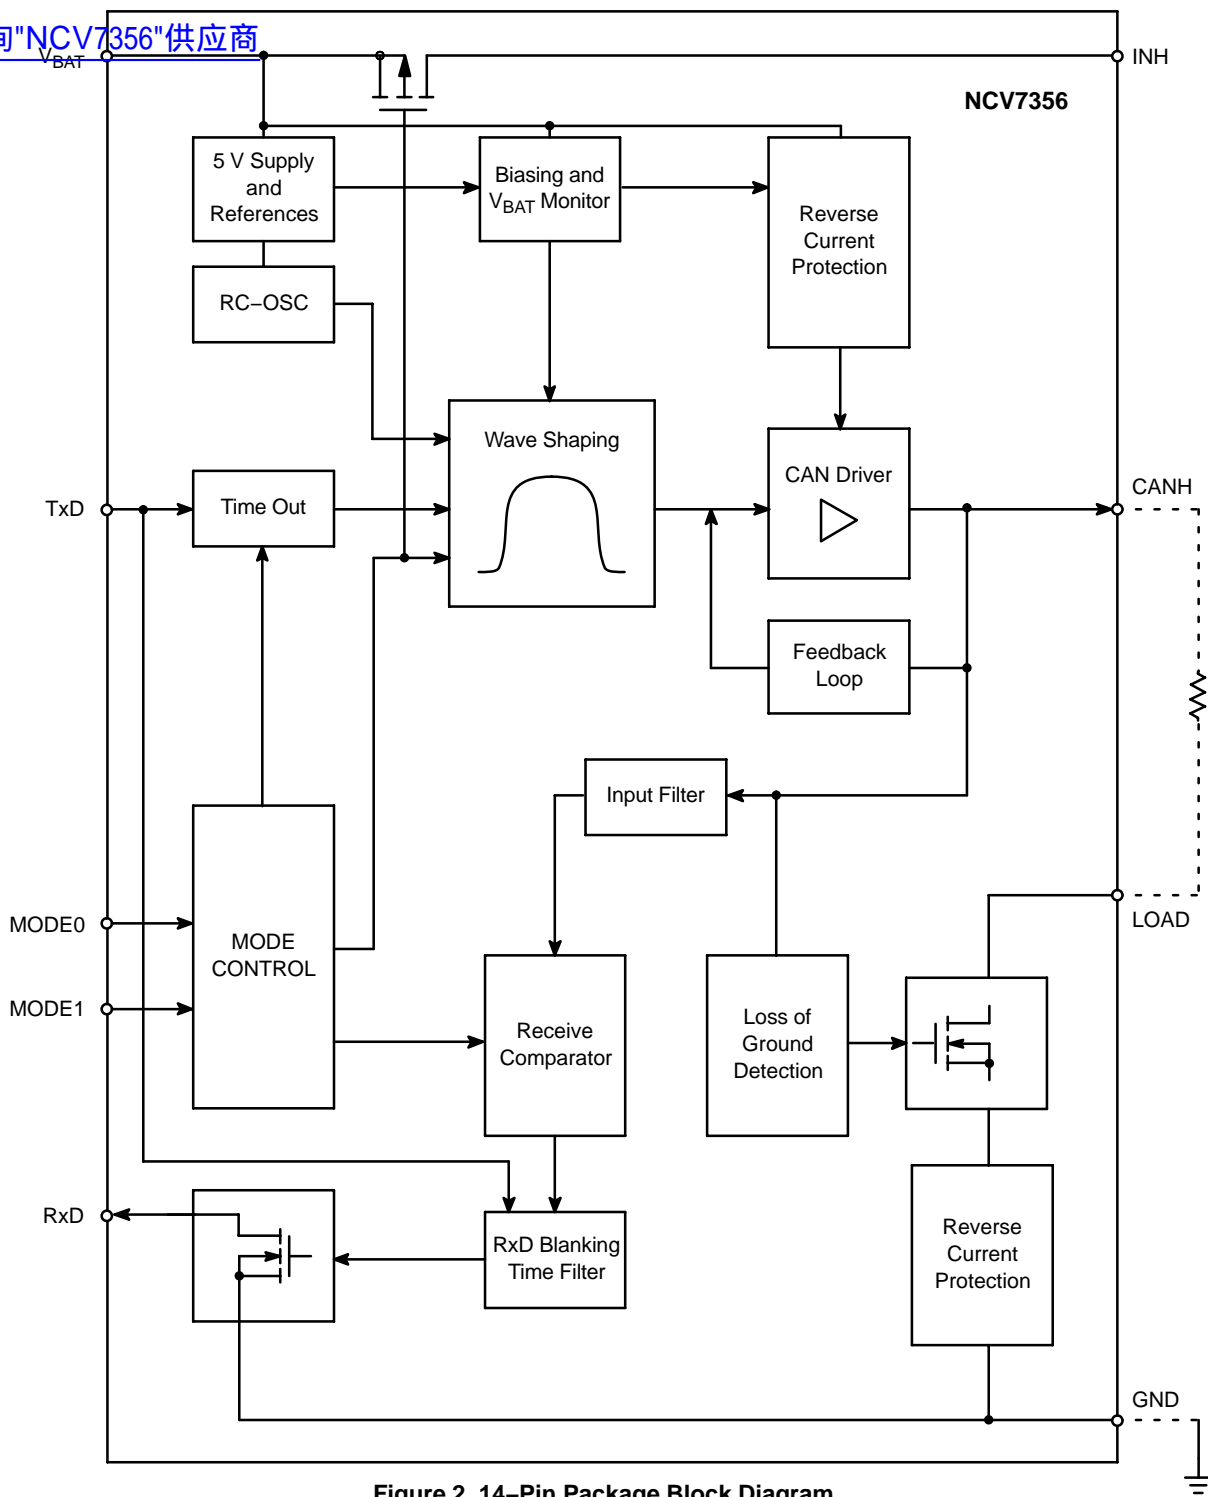 询"NCV7356"供应商
VBAT
INH
NCV7356
5 V Supply
and
References
Biasing and
VBAT Monitor
Reverse
Current
Protection
RC−OSC
Wave Shaping
CAN Driver
CANH
TxD
Time Out
Feedback
Loop
Input Filter
MODE0
LOAD
MODE
CONTROL
MODE1
Receive
Comparator
Loss of
Ground
Detection
RxD
RxD Blanking
Time Filter
Reverse
Current
Protection
GND
Figure 2. 14−Pin Package Block Diagram